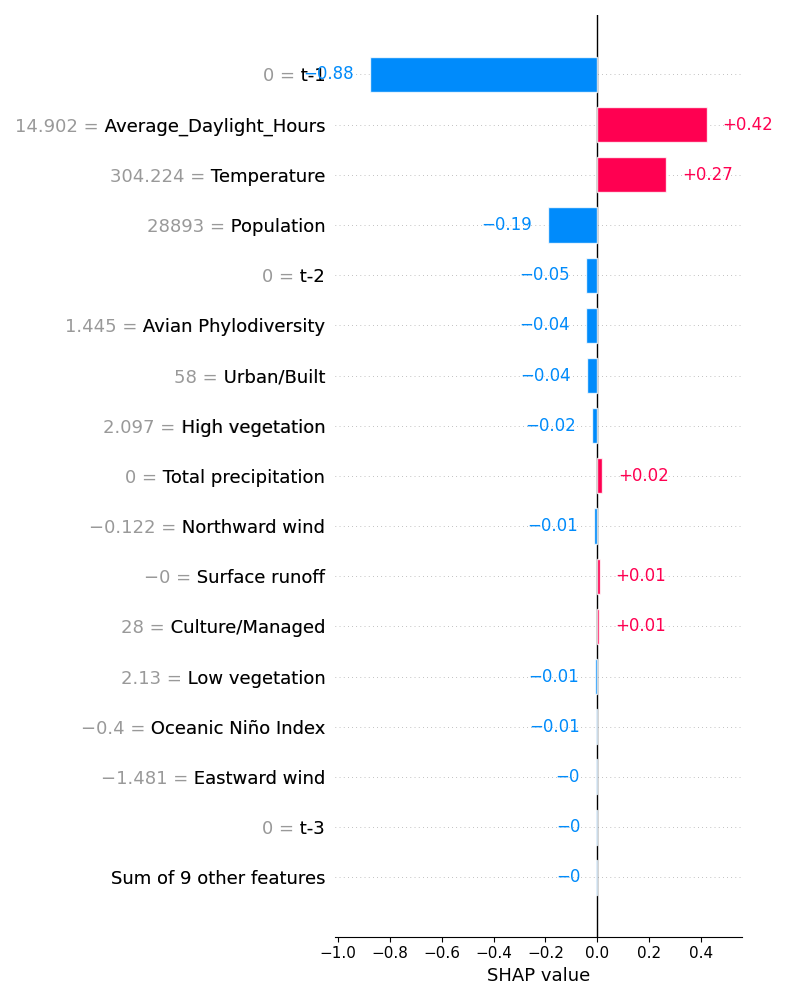 0 = t-1 −0.88
14.902 = Average_Daylight_Hours +0.42
304.224 = Temperature +0.27
28893 = Population −0.19
0 = t-2 −0.05
1.445 = Avian Phylodiversity −0.04
58 = Urban/Built −0.04
2.097 = High vegetation −0.02
0 = Total precipitation +0.02
−0.122 = Northward wind −0.01
−0 = Surface runoff +0.01
28 = Culture/Managed +0.01
2.13 = Low vegetation −0.01
−0.4 = Oceanic Niño Index −0.01
−1.481 = Eastward wind −0
0 = t-3 −0
Sum of 9 other features −0
−1.0 −0.8 −0.6 −0.4 −0.2 0.0 0.2 0.4
SHAP value